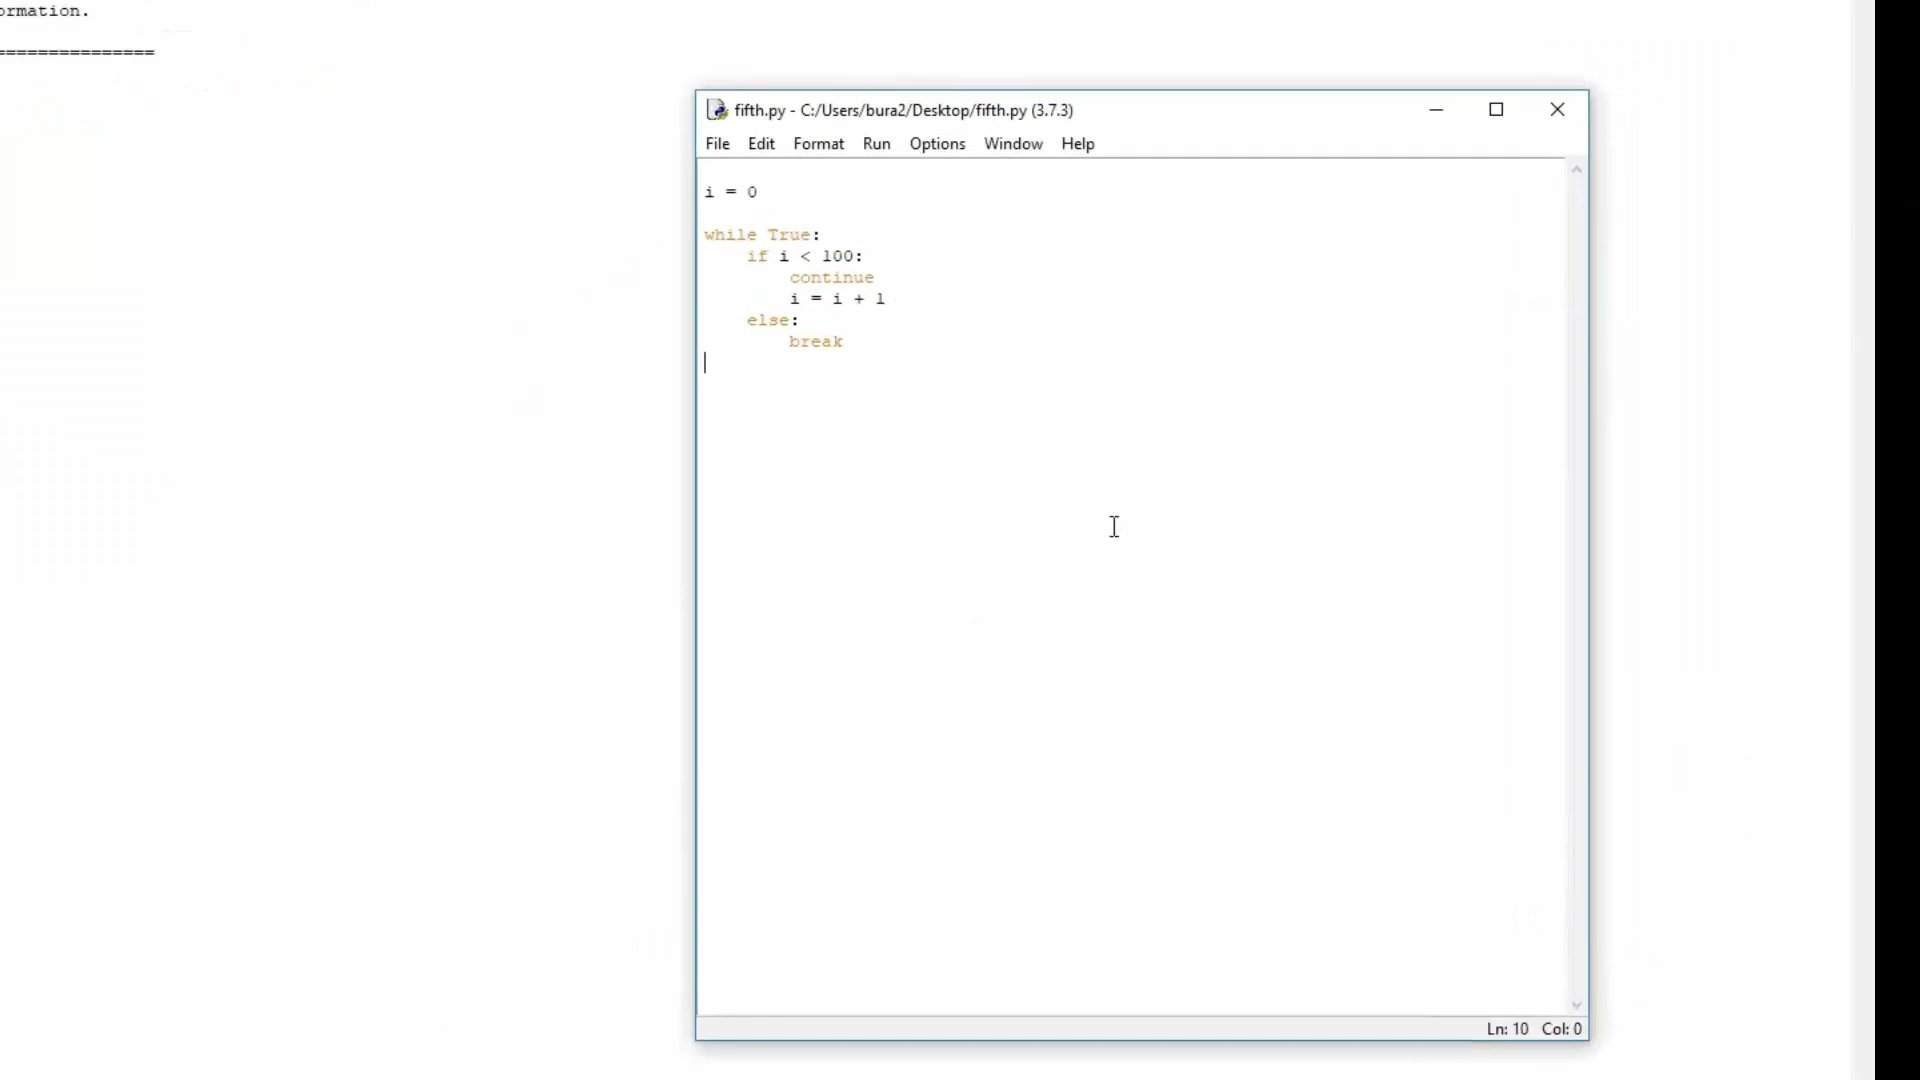 ormation.
===============
fifth.py - C:/Users/bura2/Desktop/fifth.py (3.7.3)
File Edit Format Run Options Window Help
i = 0
while True:
    if i < 100:
        continue
        i = i + 1
    else:
        break
Ln: 10 Col: 0